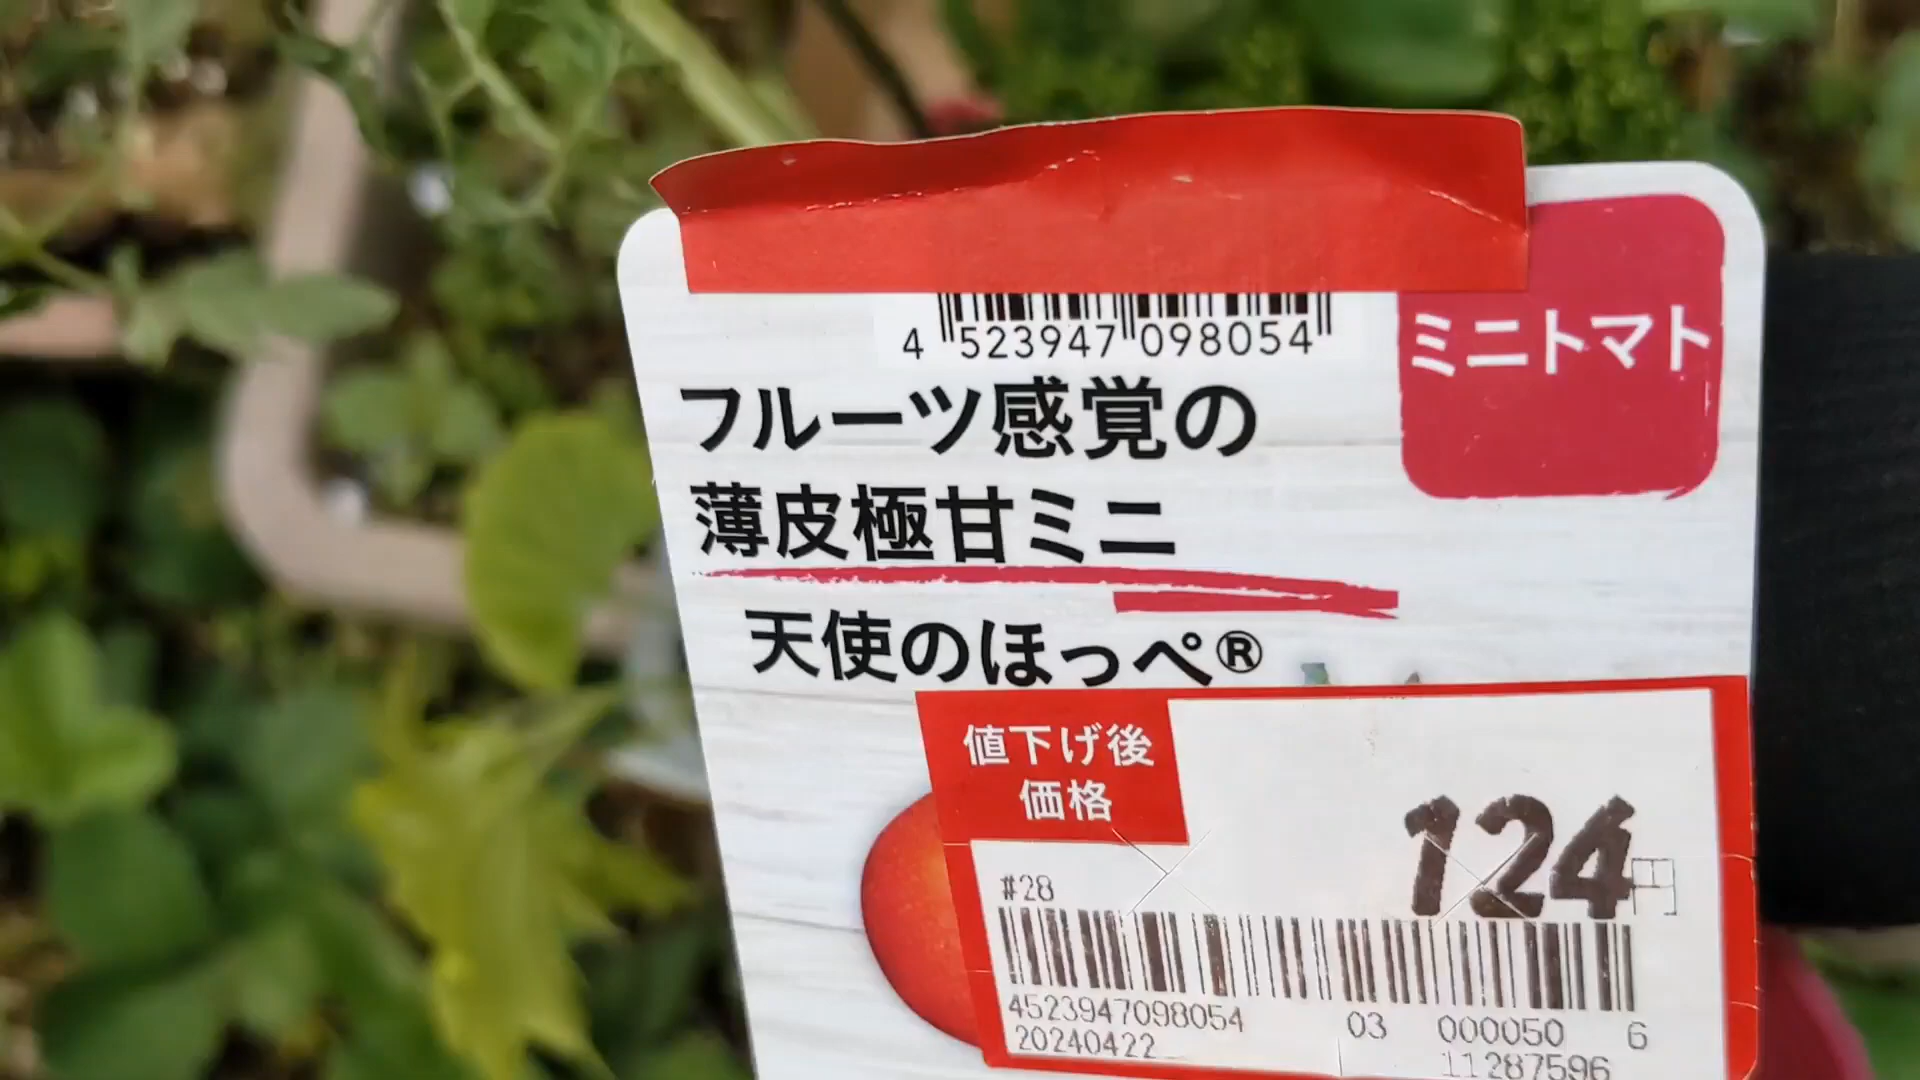 4 523947 098054
ミニトマト
フルーツ感覚の
薄皮極甘ミニ
天使のほっぺ®
値下げ後
価格
124円
#28
4523947098054 03 000050 6
20240422 11287596